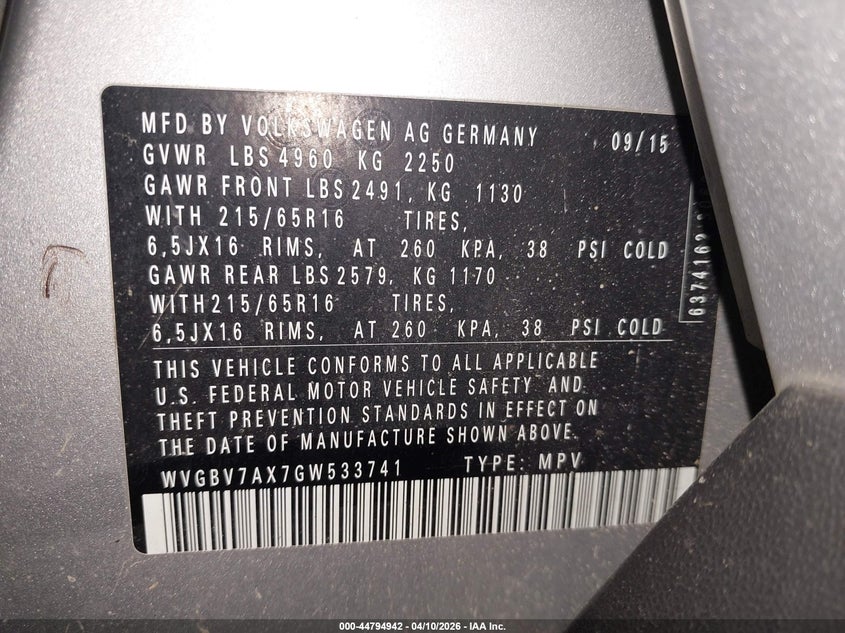 MFD BY VOLKSWAGEN AG GERMANY 09/15
GVWR LBS 4960 KG 2250
GAWR FRONT LBS 2491, KG 1130
WITH 215/65R16 TIRES,
6,5JX16 RIMS, AT 260 KPA, 38 PSI COLD
GAWR REAR LBS 2579, KG 1170
WITH 215/65R16 TIRES,
6,5JX16 RIMS, AT 260 KPA, 38 PSI COLD
THIS VEHICLE CONFORMS TO ALL APPLICABLE
U.S. FEDERAL MOTOR VEHICLE SAFETY AND
THEFT PREVENTION STANDARDS IN EFFECT ON
THE DATE OF MANUFACTURE SHOWN ABOVE.
WVGBV7AX7GW533741 TYPE: MPV
000-44794942 - 04/10/2026 - IAA Inc.